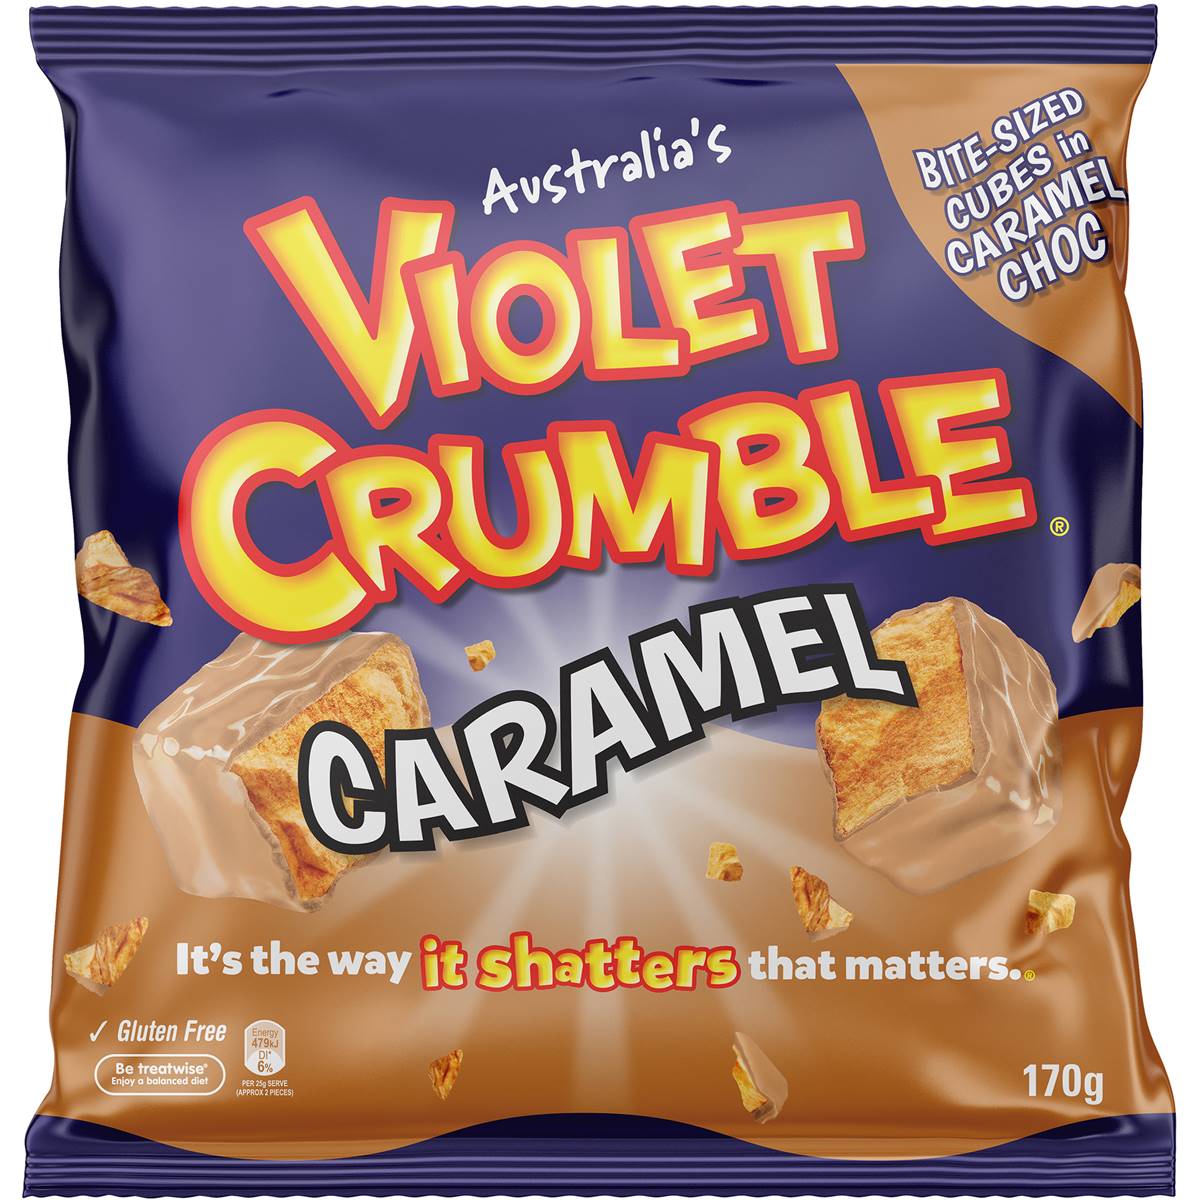 Australia's
VIOLET
CRUMBLE®
BITE-SIZED
CUBES in
CARAMEL
CHOC
CARAMEL
It's the way it shatters that matters.®
✓ Gluten Free
Be treatwise®
Enjoy a balanced diet
Energy
479kJ
DI*
6%
PER 25g SERVE
(APPROX 2 PIECES)
170g